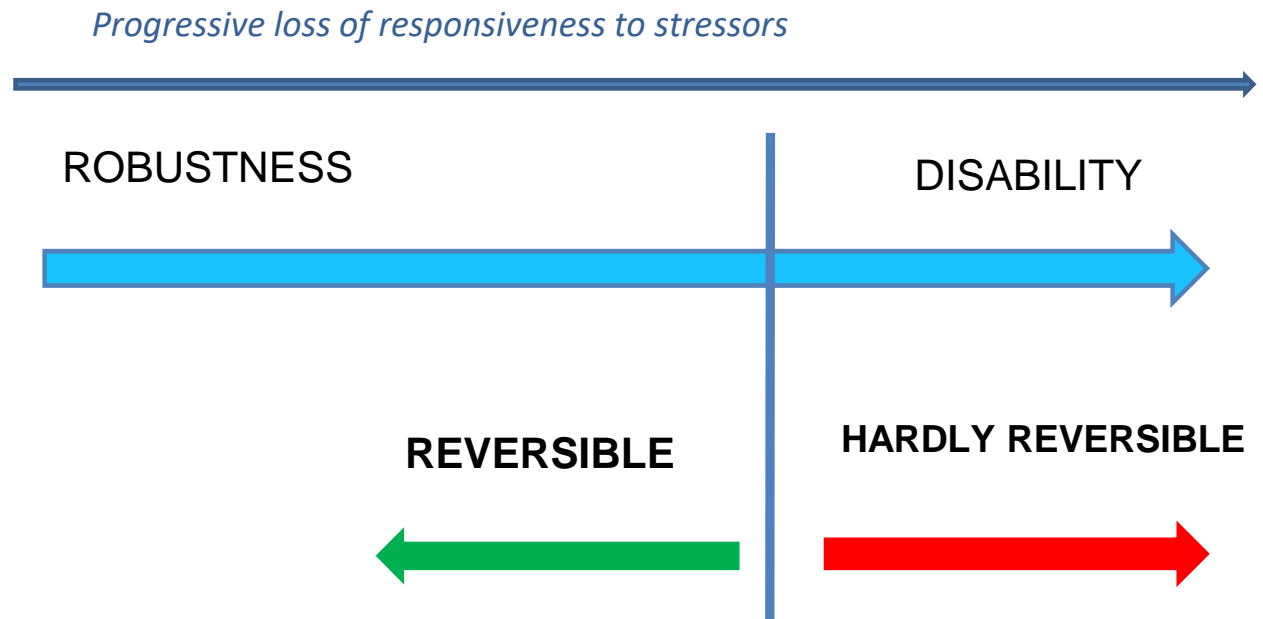 Progressive loss of responsiveness to stressors
ROBUSTNESS
DISABILITY
REVERSIBLE
HARDLY REVERSIBLE